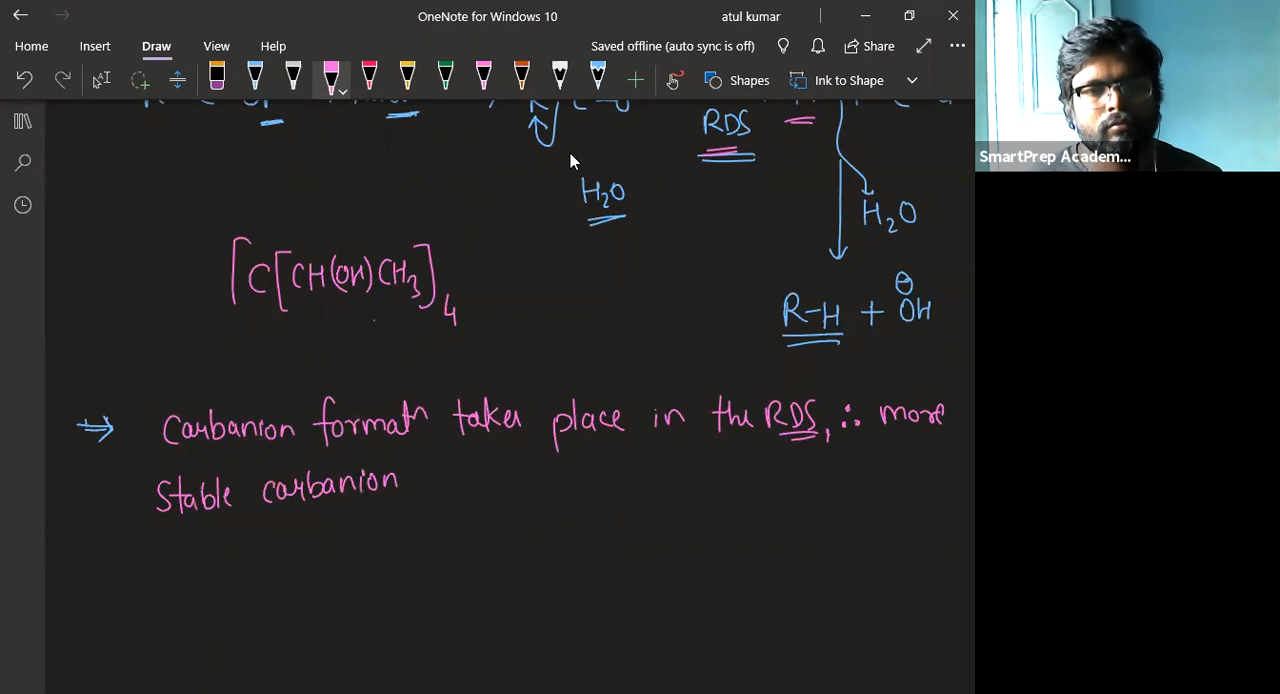 OneNote for Windows 10
atul kumar
Home Insert Draw View Help
Saved offline (auto sync is off)
Share
Shapes
Ink to Shape
SmartPrep Academ...
RDS
H₂O
H₂O
[C[CH(OH)CH₃]₄
R-H + ⊖OH
⇒ Carbanion formatn takes place in the RDS, ∴ more
stable carbanion